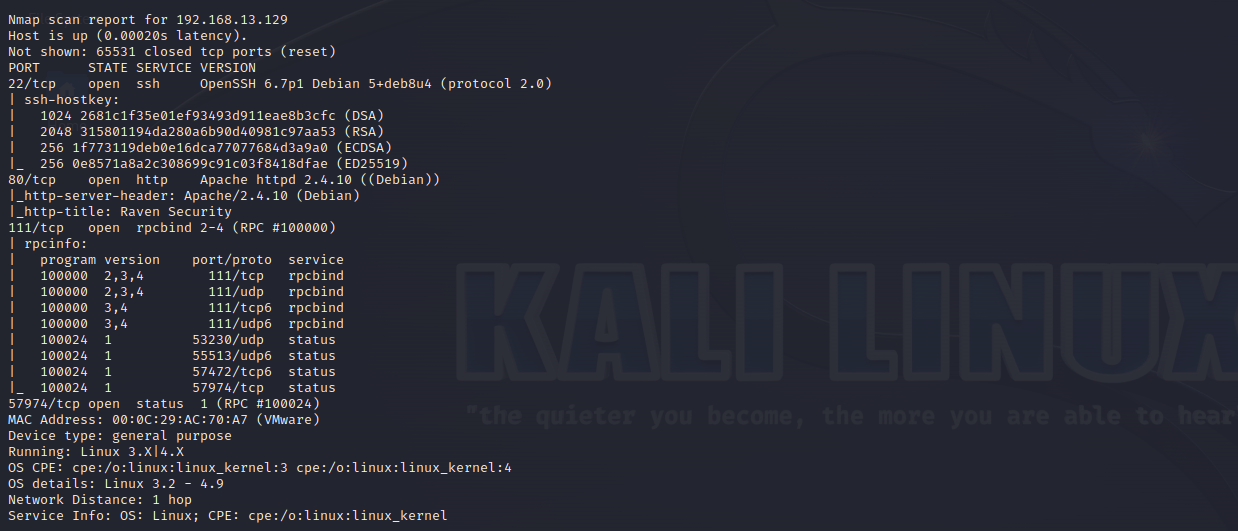 Nmap scan report for 192.168.13.129
Host is up (0.00020s latency).
Not shown: 65531 closed tcp ports (reset)
PORT      STATE SERVICE VERSION
22/tcp    open  ssh     OpenSSH 6.7p1 Debian 5+deb8u4 (protocol 2.0)
| ssh-hostkey:
|   1024 2681c1f35e01ef93493d911eae8b3cfc (DSA)
|   2048 315801194da280a6b90d40981c97aa53 (RSA)
|   256 1f773119deb0e16dca77077684d3a9a0 (ECDSA)
|_  256 0e8571a8a2c308699c91c03f8418dfae (ED25519)
80/tcp    open  http    Apache httpd 2.4.10 ((Debian))
|_http-server-header: Apache/2.4.10 (Debian)
|_http-title: Raven Security
111/tcp   open  rpcbind 2-4 (RPC #100000)
| rpcinfo:
|   program version    port/proto  service
|   100000  2,3,4        111/tcp   rpcbind
|   100000  2,3,4        111/udp   rpcbind
|   100000  3,4          111/tcp6  rpcbind
|   100000  3,4          111/udp6  rpcbind
|   100024  1          53230/udp   status
|   100024  1          55513/udp6  status
|   100024  1          57472/tcp6  status
|_  100024  1          57974/tcp   status
57974/tcp open  status  1 (RPC #100024)
MAC Address: 00:0C:29:AC:70:A7 (VMware)
Device type: general purpose
Running: Linux 3.X|4.X
OS CPE: cpe:/o:linux:linux_kernel:3 cpe:/o:linux:linux_kernel:4
OS details: Linux 3.2 - 4.9
Network Distance: 1 hop
Service Info: OS: Linux; CPE: cpe:/o:linux:linux_kernel
KALI LINUX
"the quieter you become, the more you are able to hear